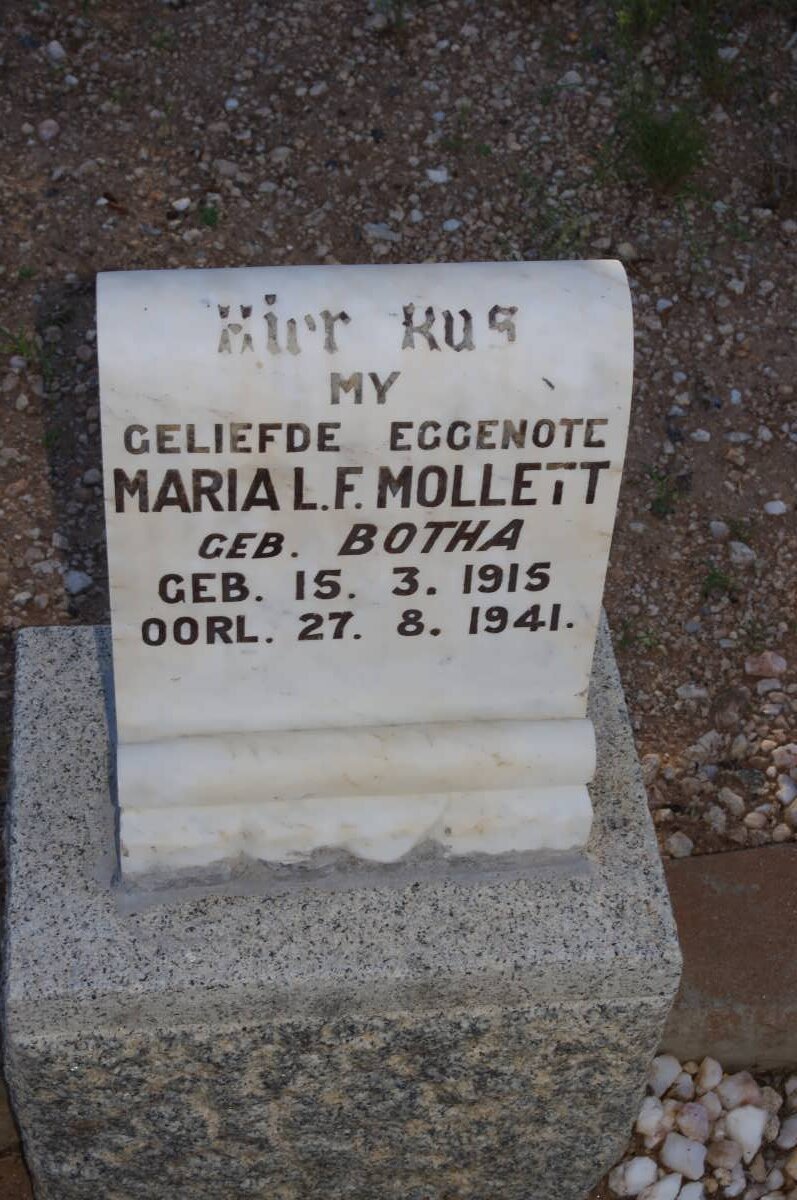 Hier Rus
MY
GELIEFDE EGGENOTE
MARIA L.F. MOLLETT
GEB. BOTHA
GEB. 15. 3. 1915
OORL. 27. 8. 1941.